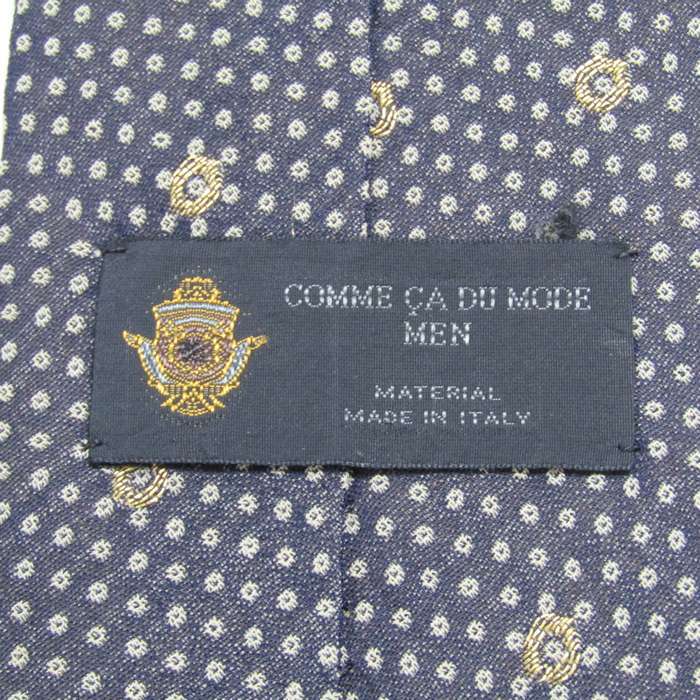 COMME ÇA DU MODE
MEN
MATERIAL
MADE IN ITALY